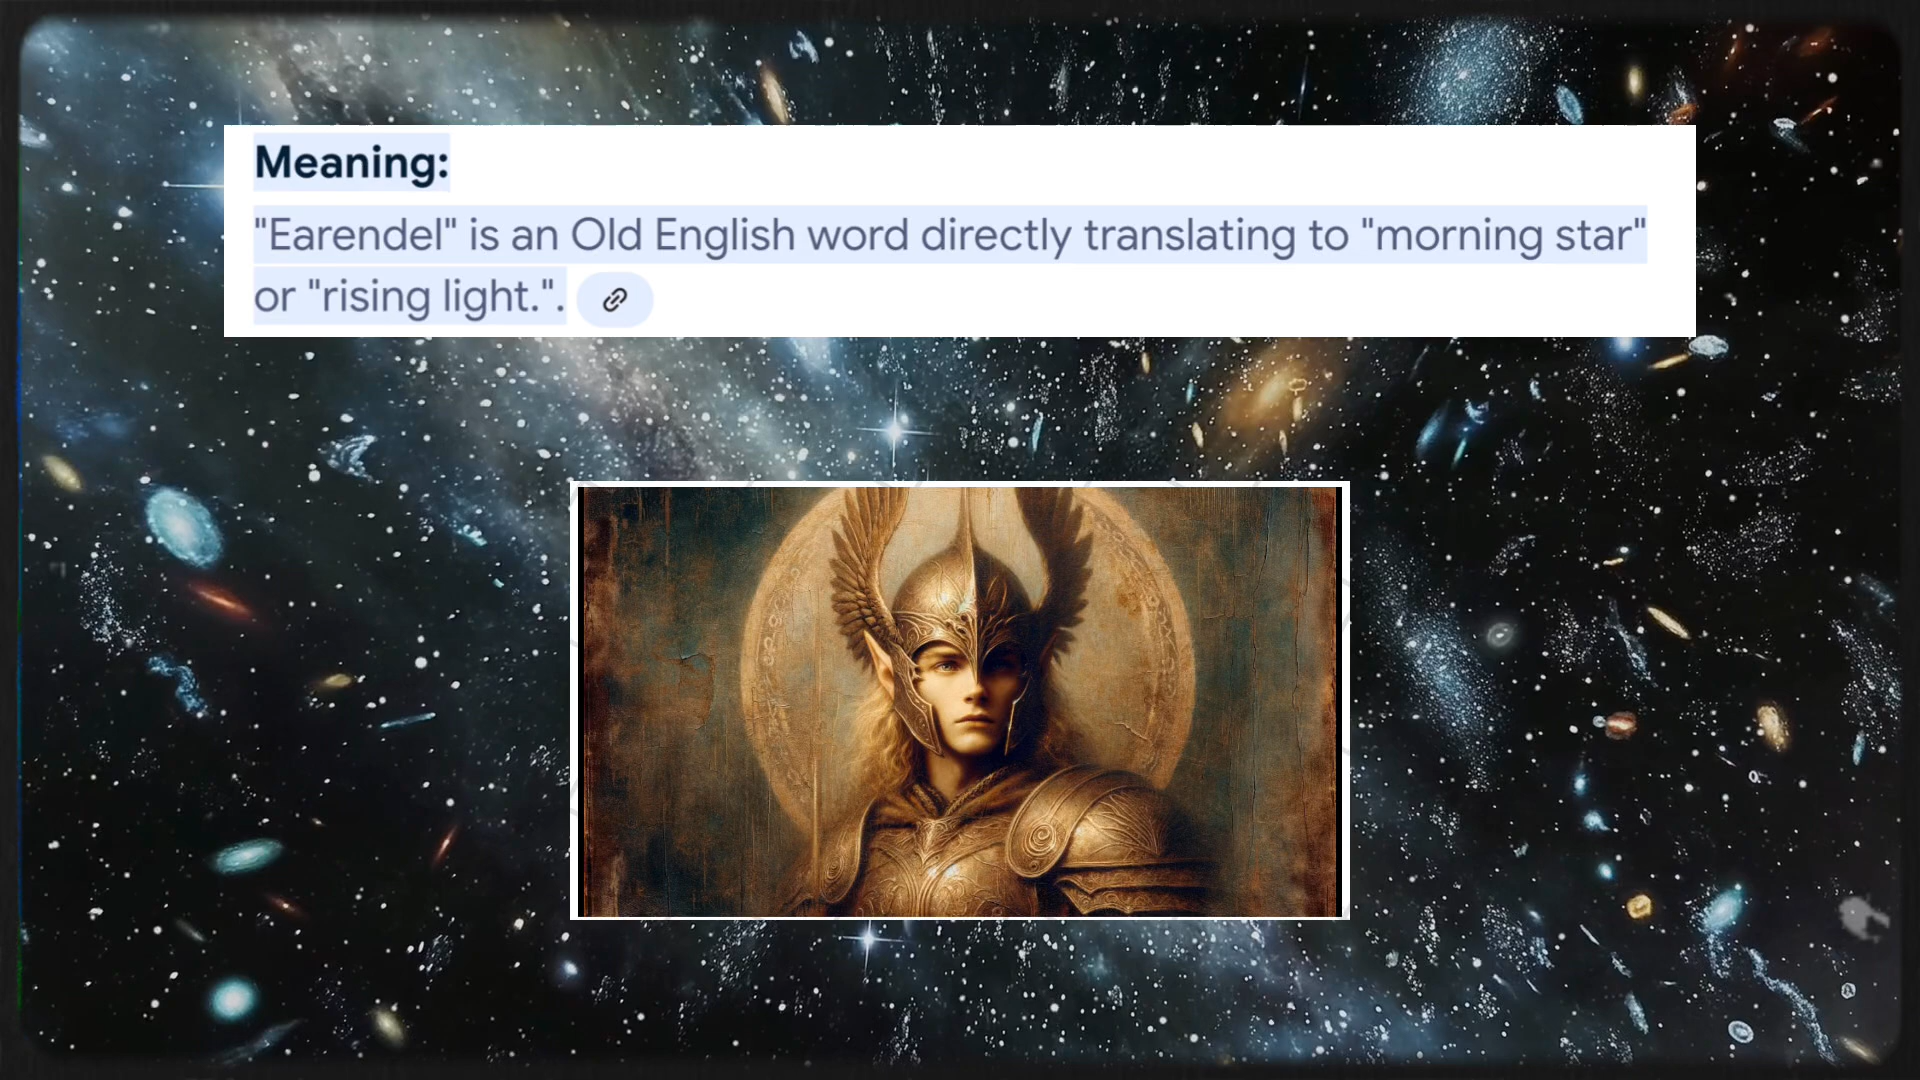 Meaning:
"Earendel" is an Old English word directly translating to "morning star"
or "rising light.".